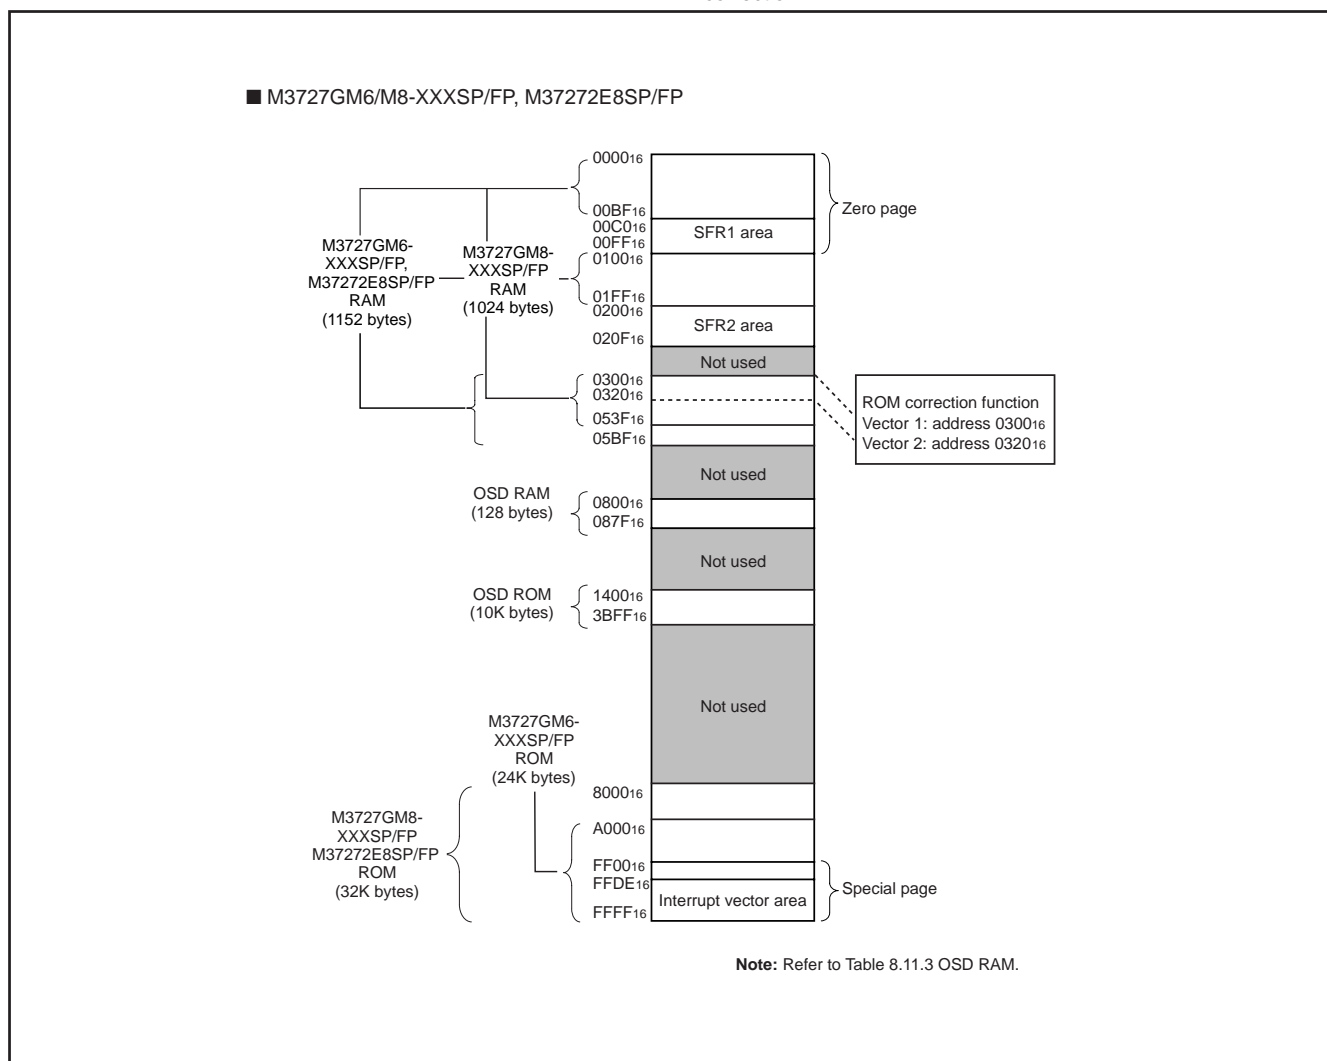 ■ M3727GM6/M8-XXXSP/FP, M37272E8SP/FP
000016
00BF16
00C016
00FF16
010016
01FF16
020016
020F16
030016
032016
053F16
05BF16
080016
087F16
140016
3BFF16
800016
A00016
FF0016
FFDE16
FFFF16
SFR1 area
SFR2 area
Not used
Not used
Not used
Not used
Interrupt vector area
Zero page
Special page
M3727GM6-
XXXSP/FP,
M37272E8SP/FP
RAM
(1152 bytes)
M3727GM8-
XXXSP/FP
RAM
(1024 bytes)
ROM correction function
Vector 1: address 030016
Vector 2: address 032016
OSD RAM
(128 bytes)
OSD ROM
(10K bytes)
M3727GM6-
XXXSP/FP
ROM
(24K bytes)
M3727GM8-
XXXSP/FP
M37272E8SP/FP
ROM
(32K bytes)
Note: Refer to Table 8.11.3 OSD RAM.